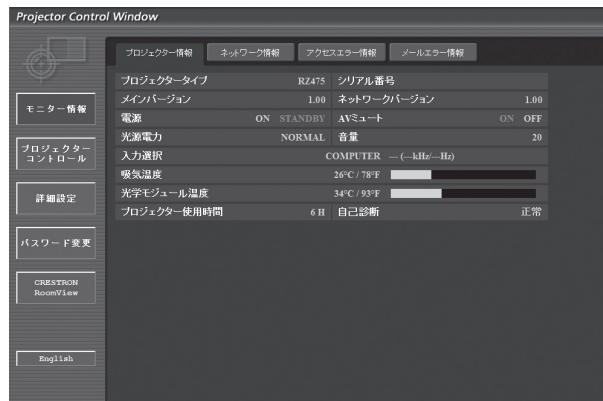 Projector Control Window
プロジェクター情報 ネットワーク情報 アクセスエラー情報 メールエラー情報
モニター情報
プロジェクター
コントロール
詳細設定
パスワード変更
CRESTRON
RoomView
English
プロジェクタータイプ RZ475 シリアル番号
メインバージョン 1.00 ネットワークバージョン 1.00
電源 ON STANDBY AVミュート ON OFF
光源電力 NORMAL 音量 20
入力選択 COMPUTER --- (---kHz/---Hz)
吸気温度 26°C / 78°F
光学モジュール温度 34°C / 93°F
プロジェクター使用時間 6 H 自己診断 正常